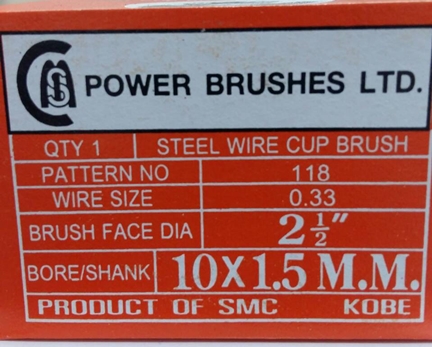 CMS POWER BRUSHES LTD.
QTY 1 STEEL WIRE CUP BRUSH
PATTERN NO 118
WIRE SIZE 0.33
BRUSH FACE DIA 2 1/2"
BORE/SHANK 10X1.5 M.M.
PRODUCT OF SMC KOBE